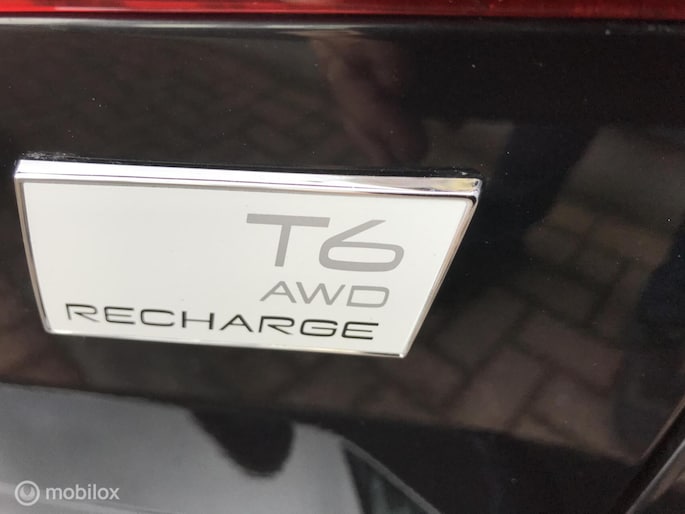 T6
AWD
RECHARGE
mobilox